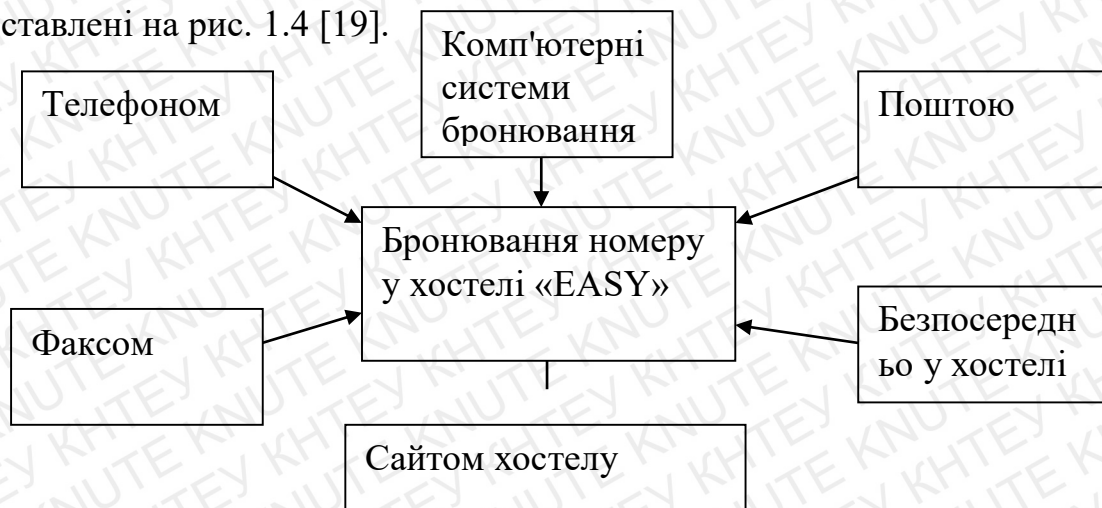 ставлені на рис. 1.4 [19].
Комп'ютерні
системи
бронювання
Телефоном
Поштою
Бронювання номеру
у хостелі «EASY»
Факсом
Безпосередн
ьо у хостелі
Сайтом хостелу